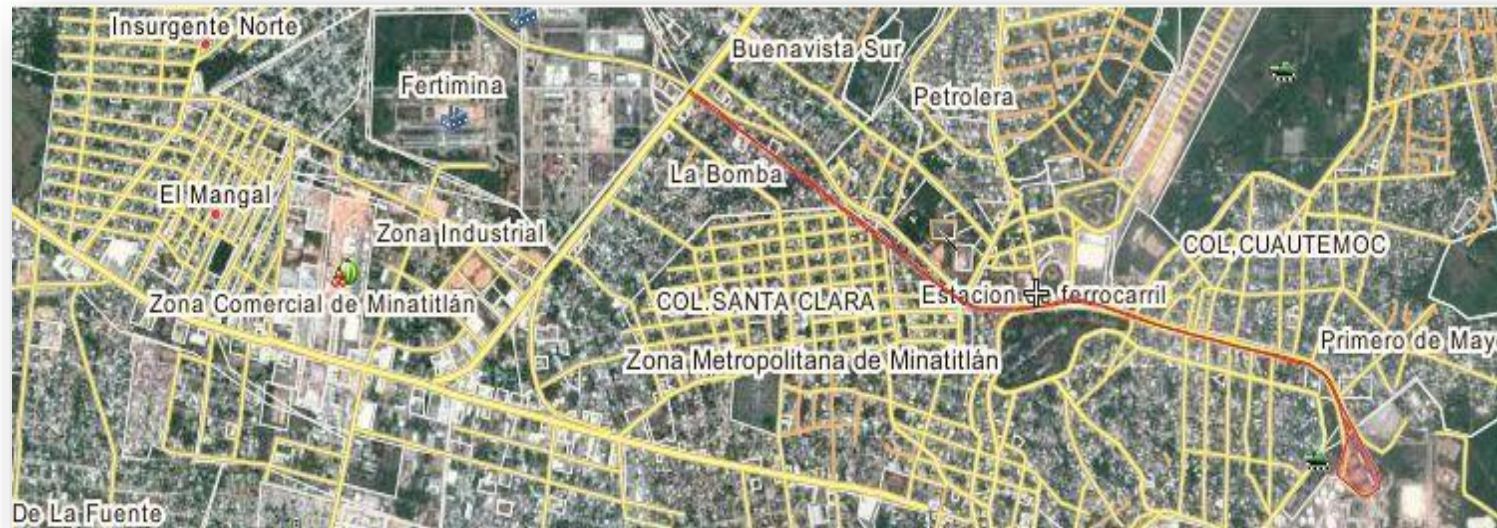 Insurgente Norte
Buenavista Sur
Fertimina
Petrolera
La Bomba
El Mangal
Zona Industrial
COL,CUAUTEMOC
Zona Comercial de Minatitlán
COL.SANTA CLARA
Estacion ferrocarril
Primero de Mayo
Zona Metropolitana de Minatitlán
De La Fuente